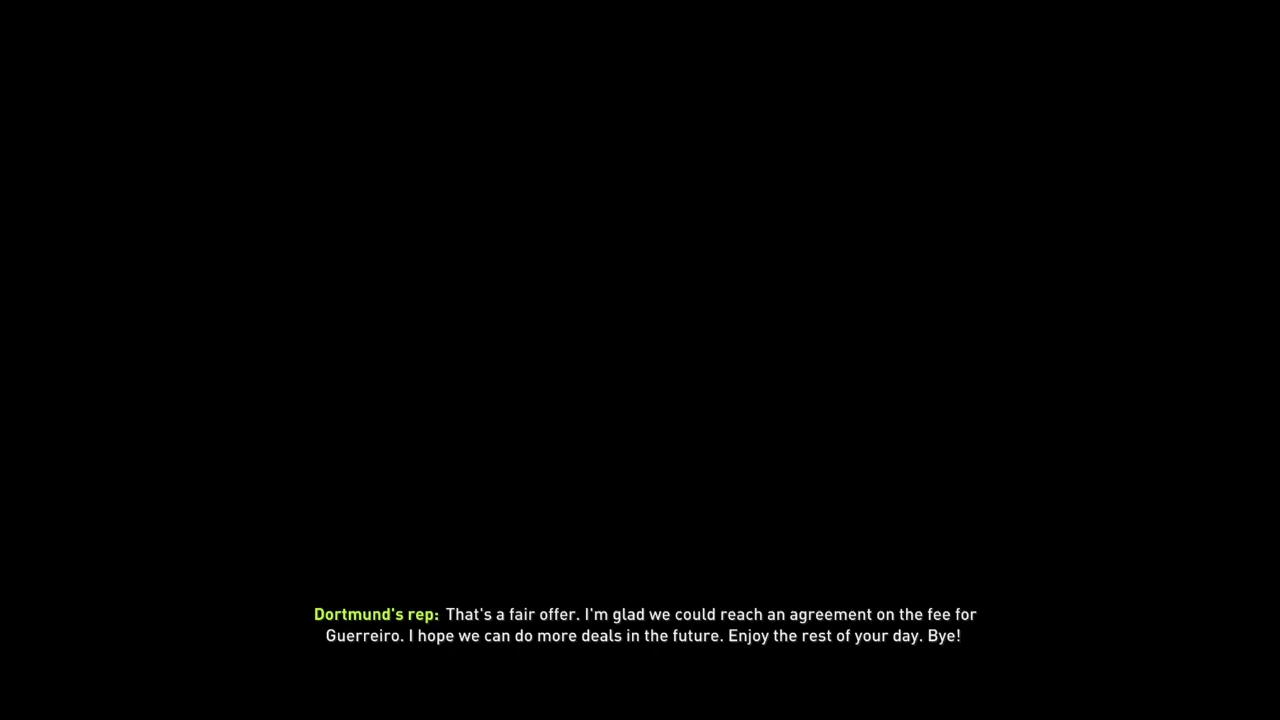 Dortmund's rep: That's a fair offer. I'm glad we could reach an agreement on the fee for
Guerreiro. I hope we can do more deals in the future. Enjoy the rest of your day. Bye!